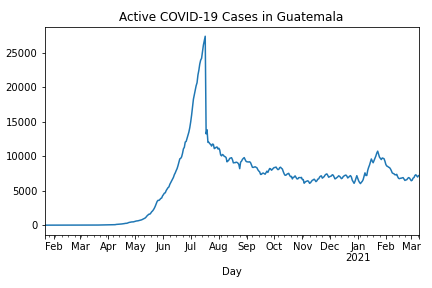 Active COVID-19 Cases in Guatemala
25000
20000
15000
10000
5000
0
Feb Mar Apr May Jun Jul Aug Sep Oct Nov Dec Jan Feb Mar
2021
Day